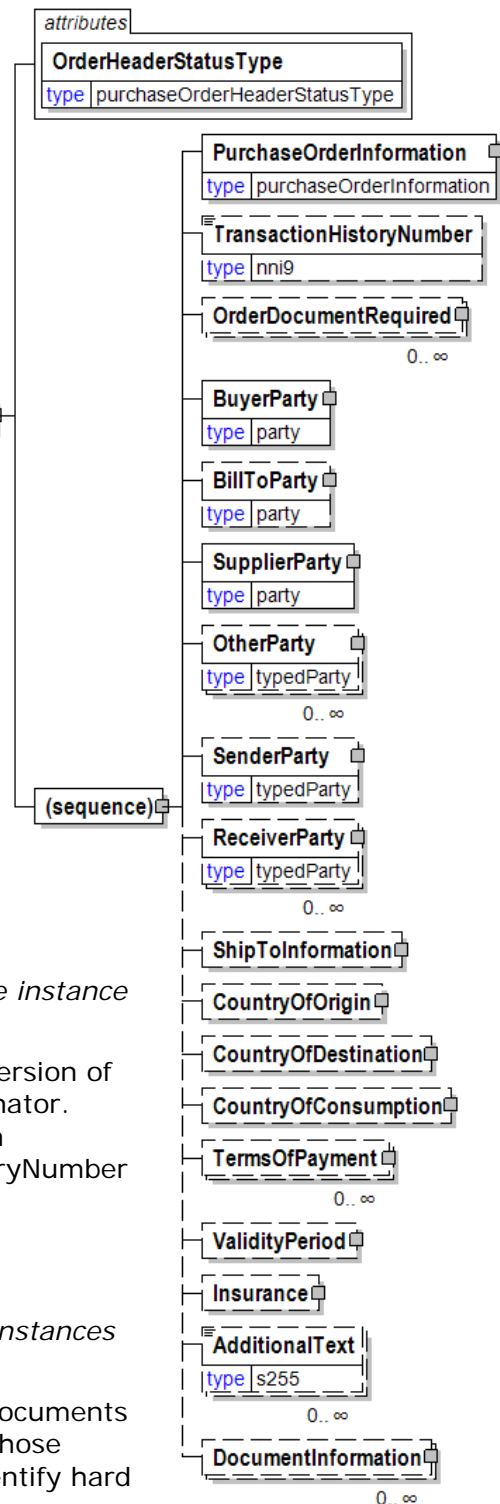 attributes
OrderHeaderStatusType
type purchaseOrderHeaderStatusType
PurchaseOrderInformation
type purchaseOrderInformation
TransactionHistoryNumber
type nni9
OrderDocumentRequired
0.. ∞
BuyerParty
type party
BillToParty
type party
SupplierParty
type party
OtherParty
type typedParty
0.. ∞
SenderParty
type typedParty
(sequence)
ReceiverParty
type typedParty
0.. ∞
ShipToInformation
CountryOfOrigin
CountryOfDestination
CountryOfConsumption
TermsOfPayment
0.. ∞
ValidityPeriod
Insurance
AdditionalText
type s255
0.. ∞
DocumentInformation
0.. ∞
e instance
ersion of
nator.
n
ryNumber
nstances
ocuments
hose
entify hard